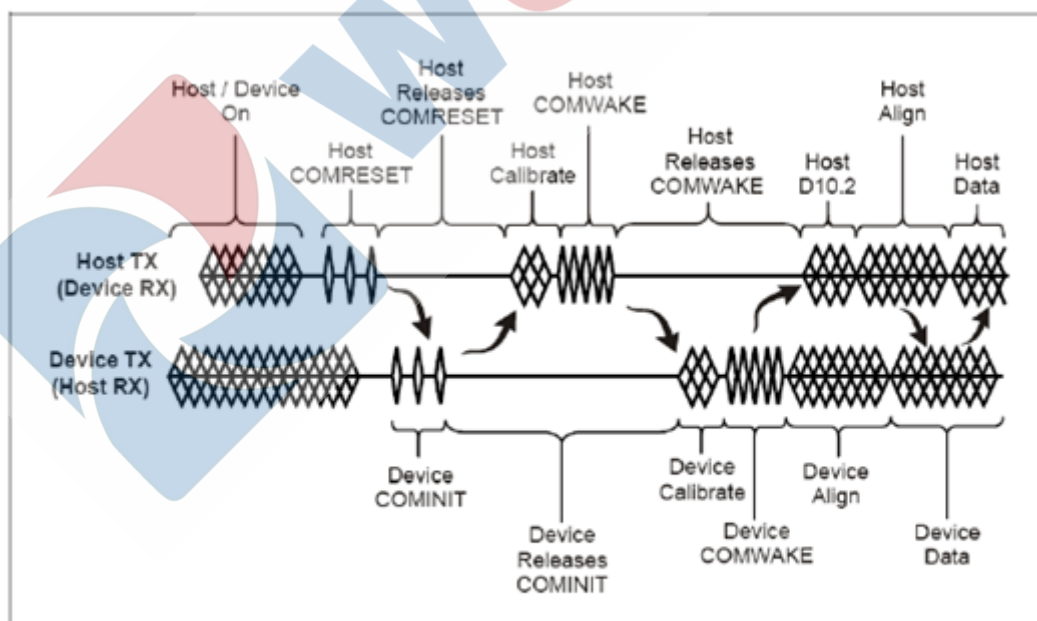 Host / Device
On
Host
COMRESET
Host
Releases
COMRESET
Host
Calibrate
Host
COMWAKE
Host
Releases
COMWAKE
Host
D10.2
Host
Align
Host
Data
Host TX
(Device RX)
Device TX
(Host RX)
Device
COMINIT
Device
Releases
COMINIT
Device
Calibrate
Device
COMWAKE
Device
Align
Device
Data